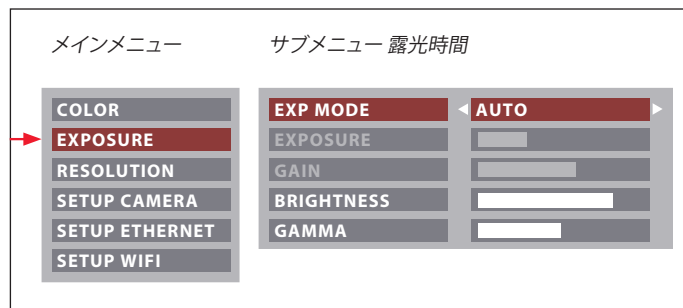 メインメニュー
サブメニュー 露光時間
COLOR
EXPOSURE
RESOLUTION
SETUP CAMERA
SETUP ETHERNET
SETUP WIFI
EXP MODE AUTO
EXPOSURE
GAIN
BRIGHTNESS
GAMMA